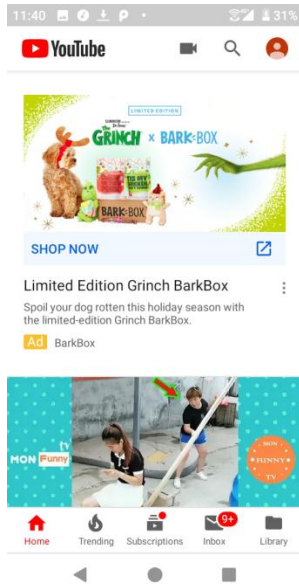 11:40
31%
YouTube
LIMITED EDITION
GRINCH × BARK BOX
BARK BOX
SHOP NOW
Limited Edition Grinch BarkBox
Spoil your dog rotten this holiday season with
the limited-edition Grinch BarkBox.
Ad BarkBox
MON Funny tv
MON
FUNNY
TV
9+
Home Trending Subscriptions Inbox Library